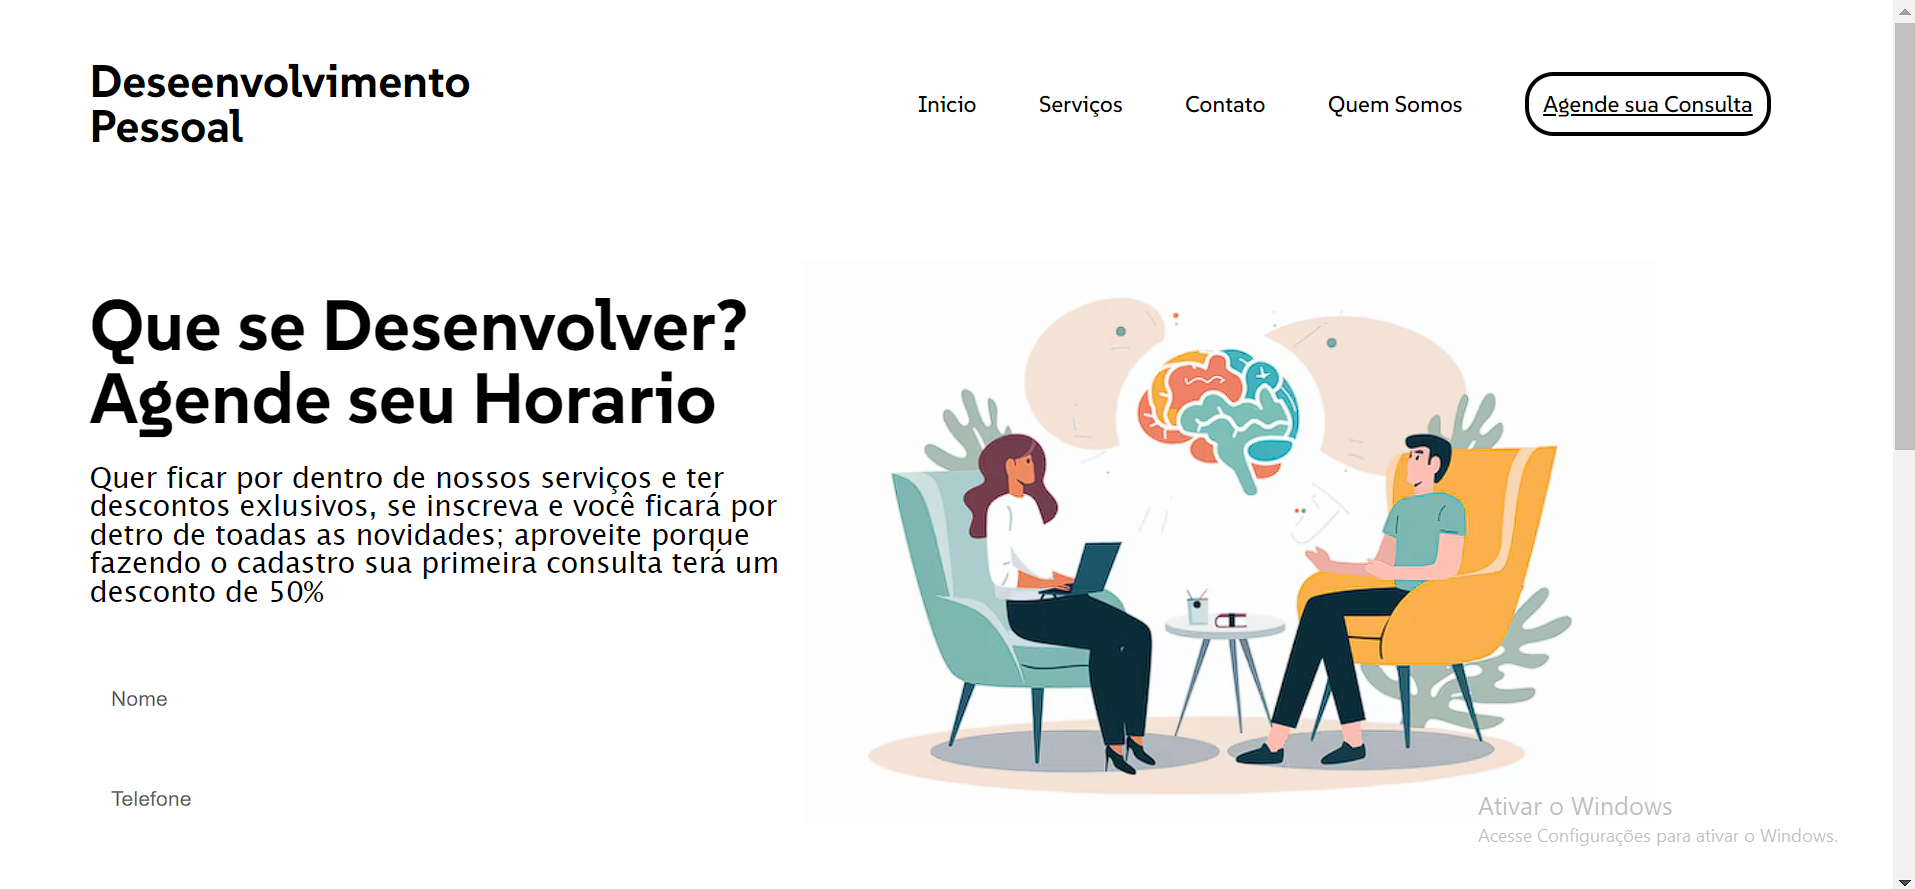 Deseenvolvimento
Pessoal
Inicio
Serviços
Contato
Quem Somos
Agende sua Consulta
Que se Desenvolver?
Agende seu Horario
Quer ficar por dentro de nossos serviços e ter
descontos exlusivos, se inscreva e você ficará por
detro de toadas as novidades; aproveite porque
fazendo o cadastro sua primeira consulta terá um
desconto de 50%
Nome
Telefone
Ativar o Windows
Acesse Configurações para ativar o Windows.